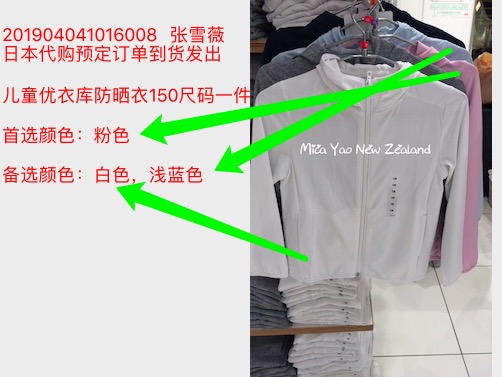 201904041016008 张雪薇
日本代购预定订单到货发出
儿童优衣库防晒衣150尺码一件
首选颜色：粉色
备选颜色：白色，浅蓝色
Mica Yao New Zealand